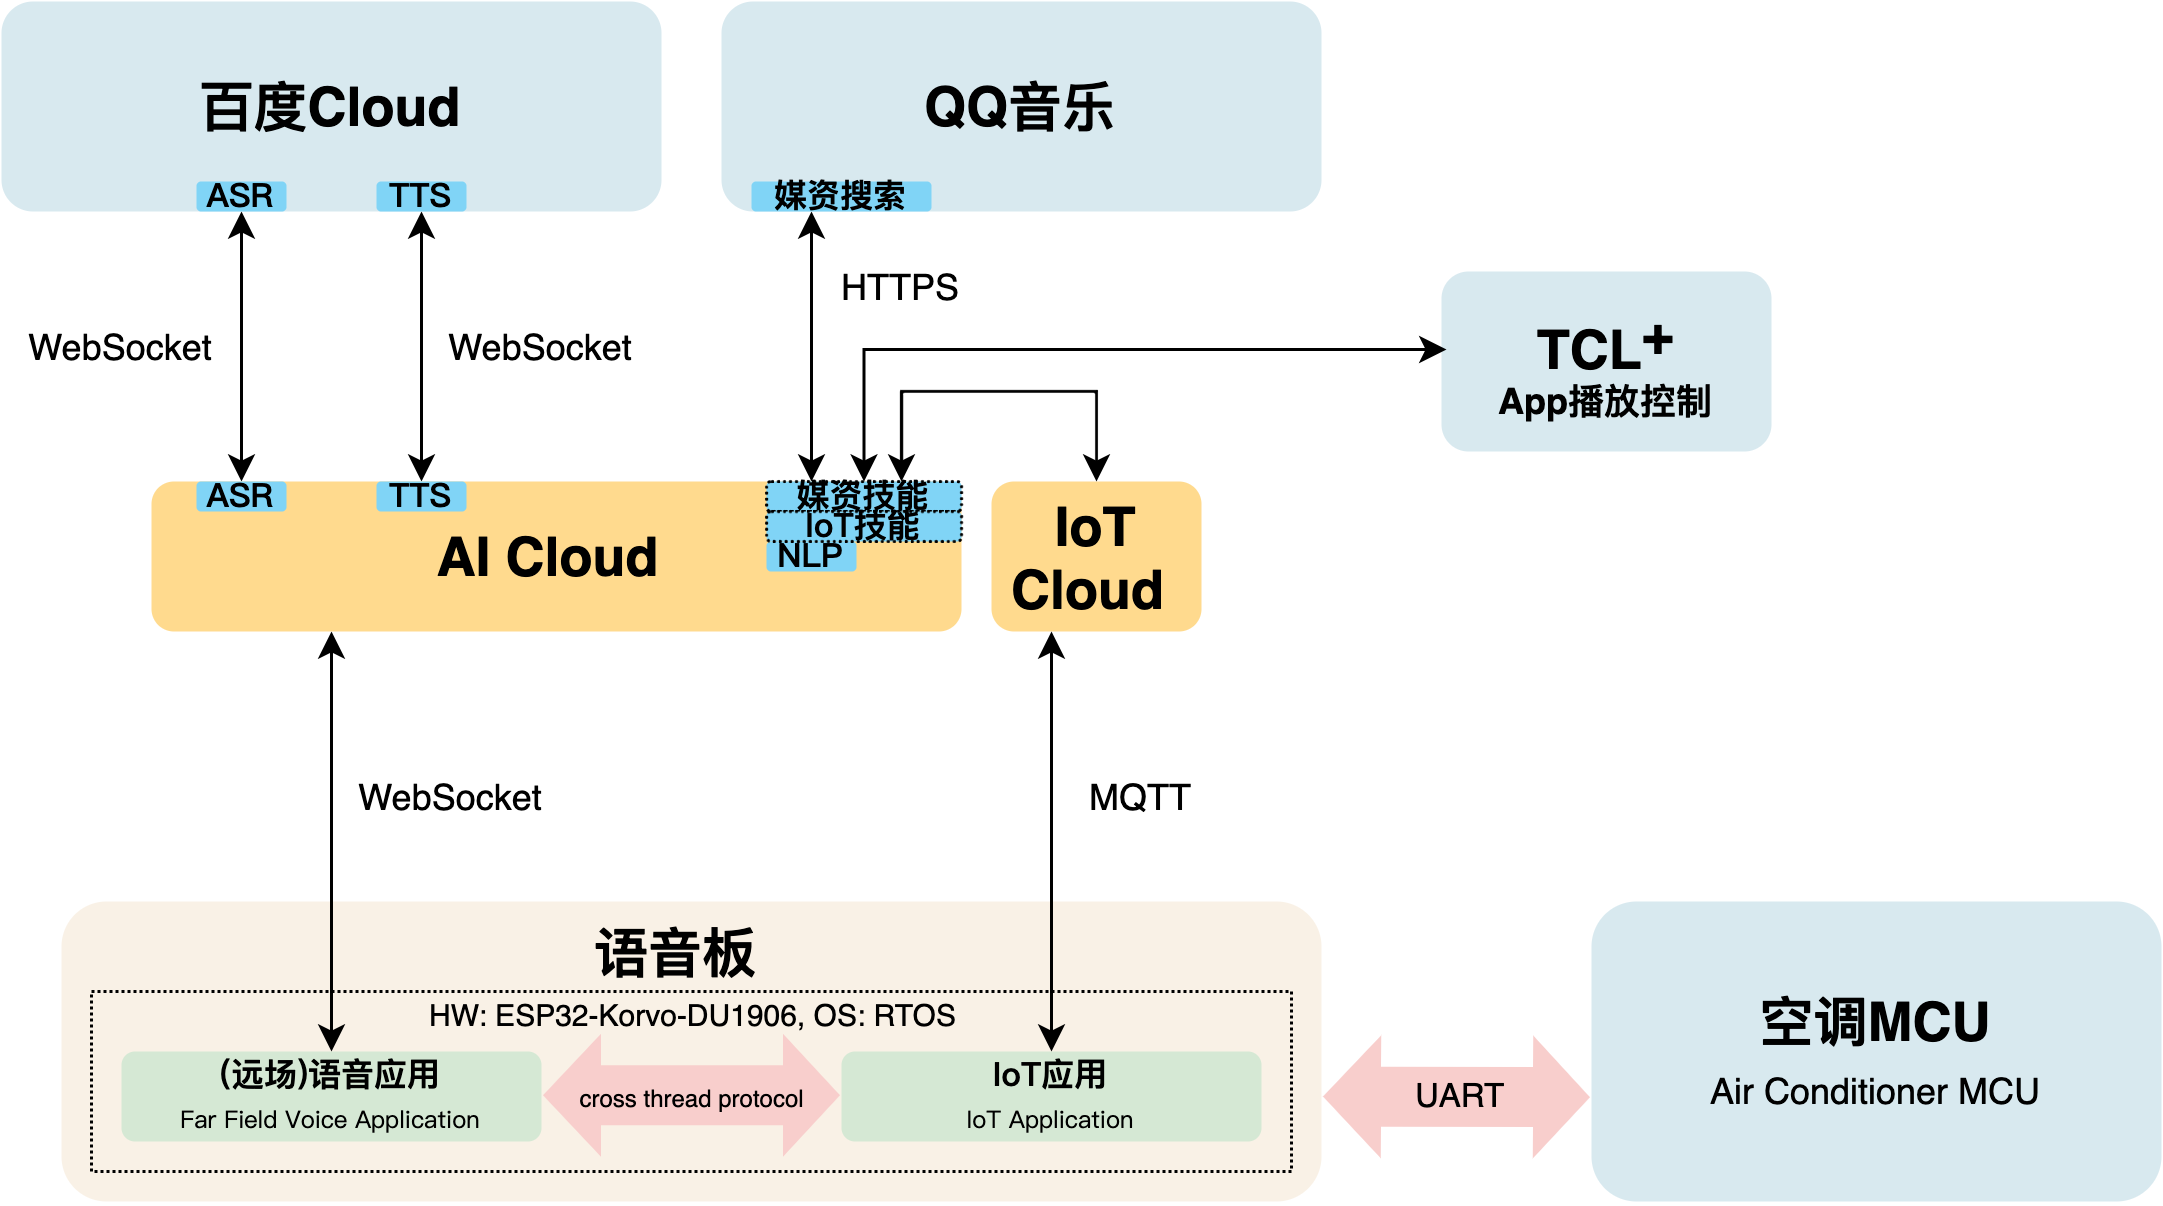 百度Cloud
QQ音乐
ASR
TTS
媒资搜索
HTTPS
WebSocket
WebSocket
TCL+
App播放控制
ASR
TTS
媒资技能
IoT技能
NLP
AI Cloud
IoT
Cloud
WebSocket
MQTT
语音板
HW: ESP32-Korvo-DU1906, OS: RTOS
(远场)语音应用
Far Field Voice Application
cross thread protocol
IoT应用
IoT Application
UART
空调MCU
Air Conditioner MCU